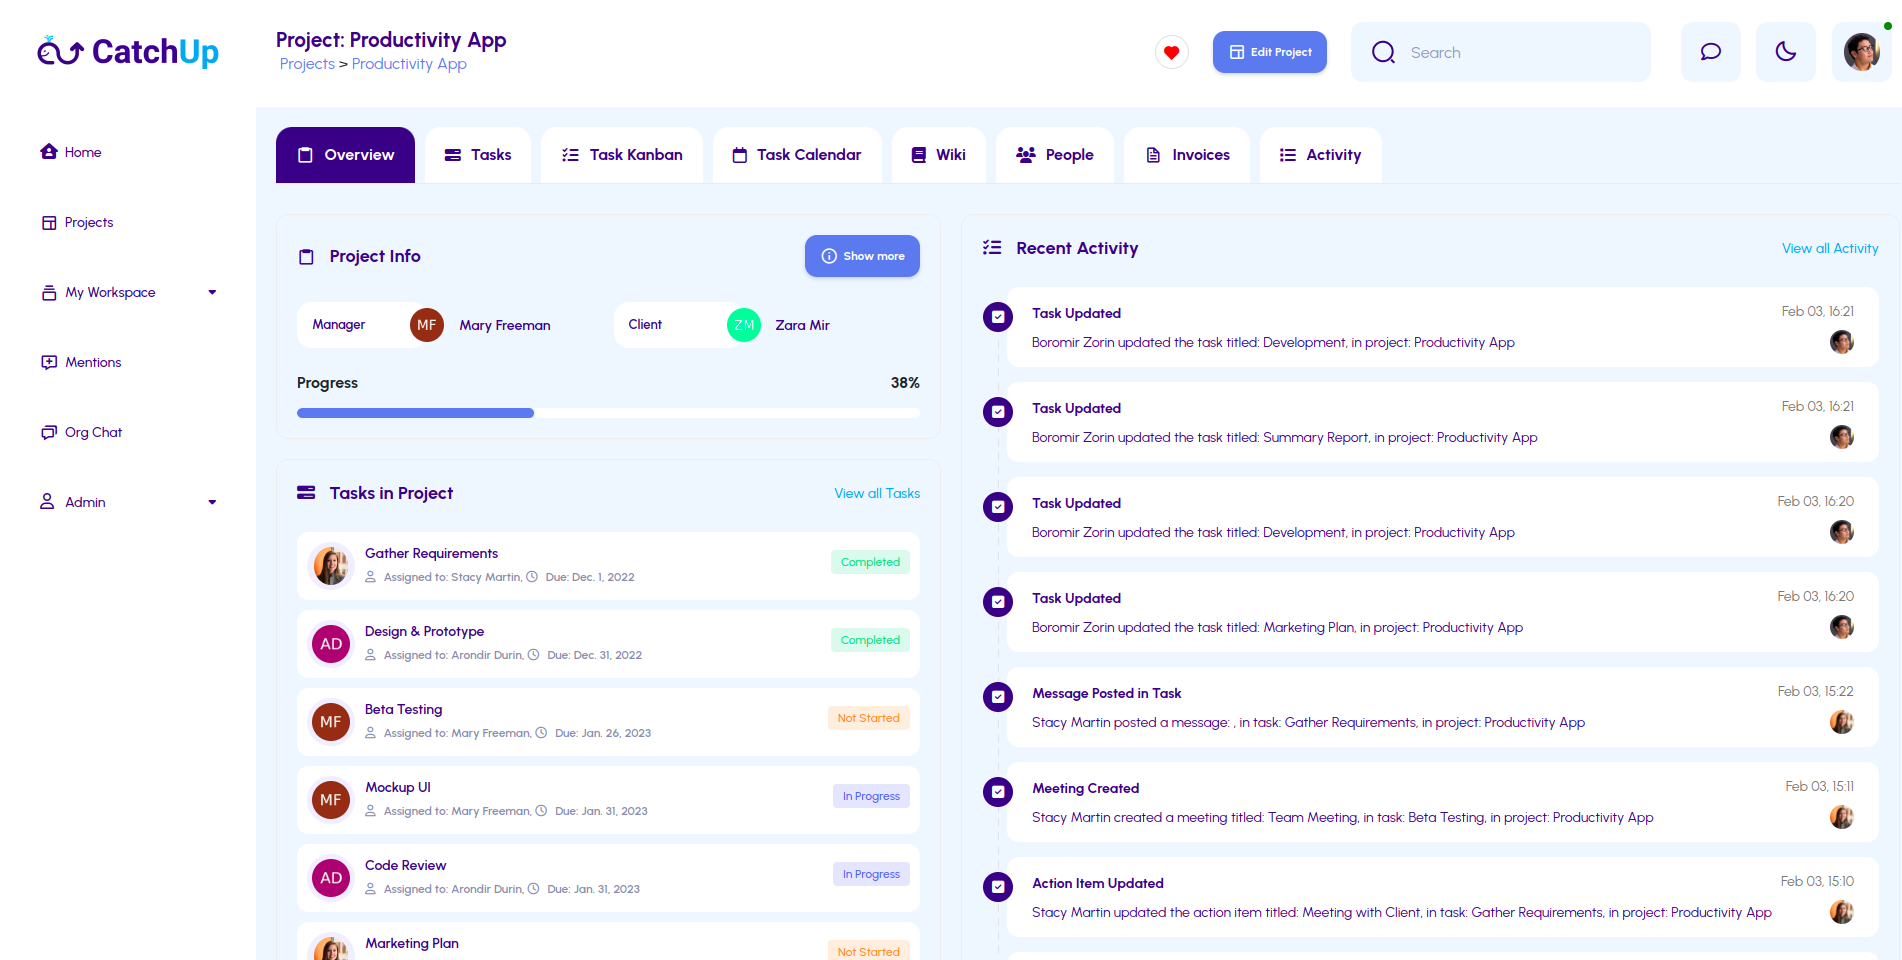 CatchUp
Project: Productivity App
Projects > Productivity App
Edit Project
Search
Home
Projects
My Workspace
Mentions
Org Chat
Admin
Overview
Tasks
Task Kanban
Task Calendar
Wiki
People
Invoices
Activity
Project Info
Show more
Manager
MF
Mary Freeman
Client
ZM
Zara Mir
Progress
38%
Tasks in Project
View all Tasks
Gather Requirements
Assigned to: Stacy Martin, Due: Dec. 1, 2022
Completed
AD
Design & Prototype
Assigned to: Arondir Durin, Due: Dec. 31, 2022
Completed
MF
Beta Testing
Assigned to: Mary Freeman, Due: Jan. 26, 2023
Not Started
MF
Mockup UI
Assigned to: Mary Freeman, Due: Jan. 31, 2023
In Progress
AD
Code Review
Assigned to: Arondir Durin, Due: Jan. 31, 2023
In Progress
Marketing Plan
Not Started
Recent Activity
View all Activity
Task Updated
Feb 03, 16:21
Boromir Zorin updated the task titled: Development, in project: Productivity App
Task Updated
Feb 03, 16:21
Boromir Zorin updated the task titled: Summary Report, in project: Productivity App
Task Updated
Feb 03, 16:20
Boromir Zorin updated the task titled: Development, in project: Productivity App
Task Updated
Feb 03, 16:20
Boromir Zorin updated the task titled: Marketing Plan, in project: Productivity App
Message Posted in Task
Feb 03, 15:22
Stacy Martin posted a message: , in task: Gather Requirements, in project: Productivity App
Meeting Created
Feb 03, 15:11
Stacy Martin created a meeting titled: Team Meeting, in task: Beta Testing, in project: Productivity App
Action Item Updated
Feb 03, 15:10
Stacy Martin updated the action item titled: Meeting with Client, in task: Gather Requirements, in project: Productivity App